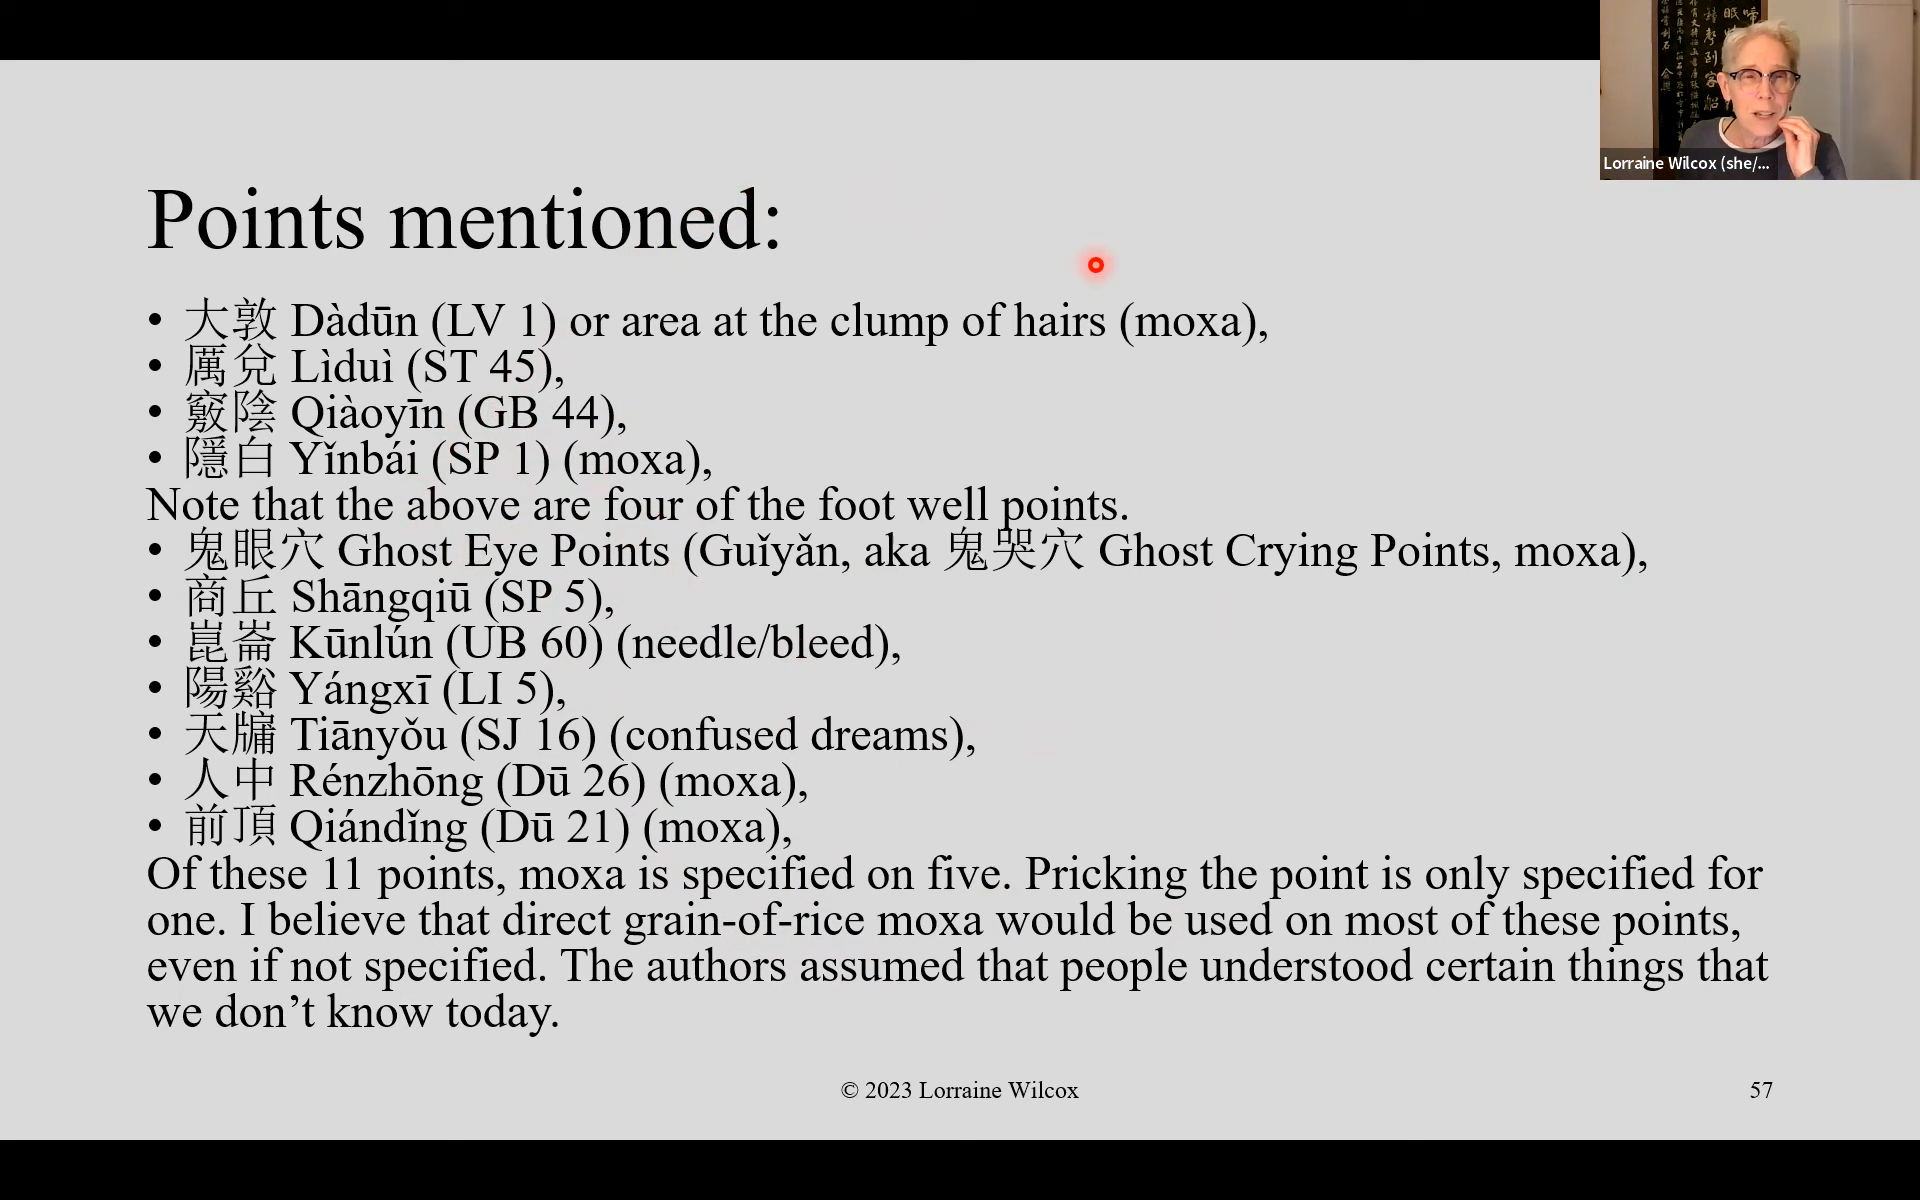 Lorraine Wilcox (she/...
Points mentioned:
• 大敦 Dàdūn (LV 1) or area at the clump of hairs (moxa),
• 厲兌 Lìduì (ST 45),
• 竅陰 Qiàoyīn (GB 44),
• 隱白 Yǐnbái (SP 1) (moxa),
Note that the above are four of the foot well points.
• 鬼眼穴 Ghost Eye Points (Guǐyǎn, aka 鬼哭穴 Ghost Crying Points, moxa),
• 商丘 Shāngqiū (SP 5),
• 崑崙 Kūnlún (UB 60) (needle/bleed),
• 陽谿 Yángxī (LI 5),
• 天牖 Tiānyǒu (SJ 16) (confused dreams),
• 人中 Rénzhōng (Dū 26) (moxa),
• 前頂 Qiándǐng (Dū 21) (moxa),
Of these 11 points, moxa is specified on five. Pricking the point is only specified for
one. I believe that direct grain-of-rice moxa would be used on most of these points,
even if not specified. The authors assumed that people understood certain things that
we don’t know today.
© 2023 Lorraine Wilcox
57